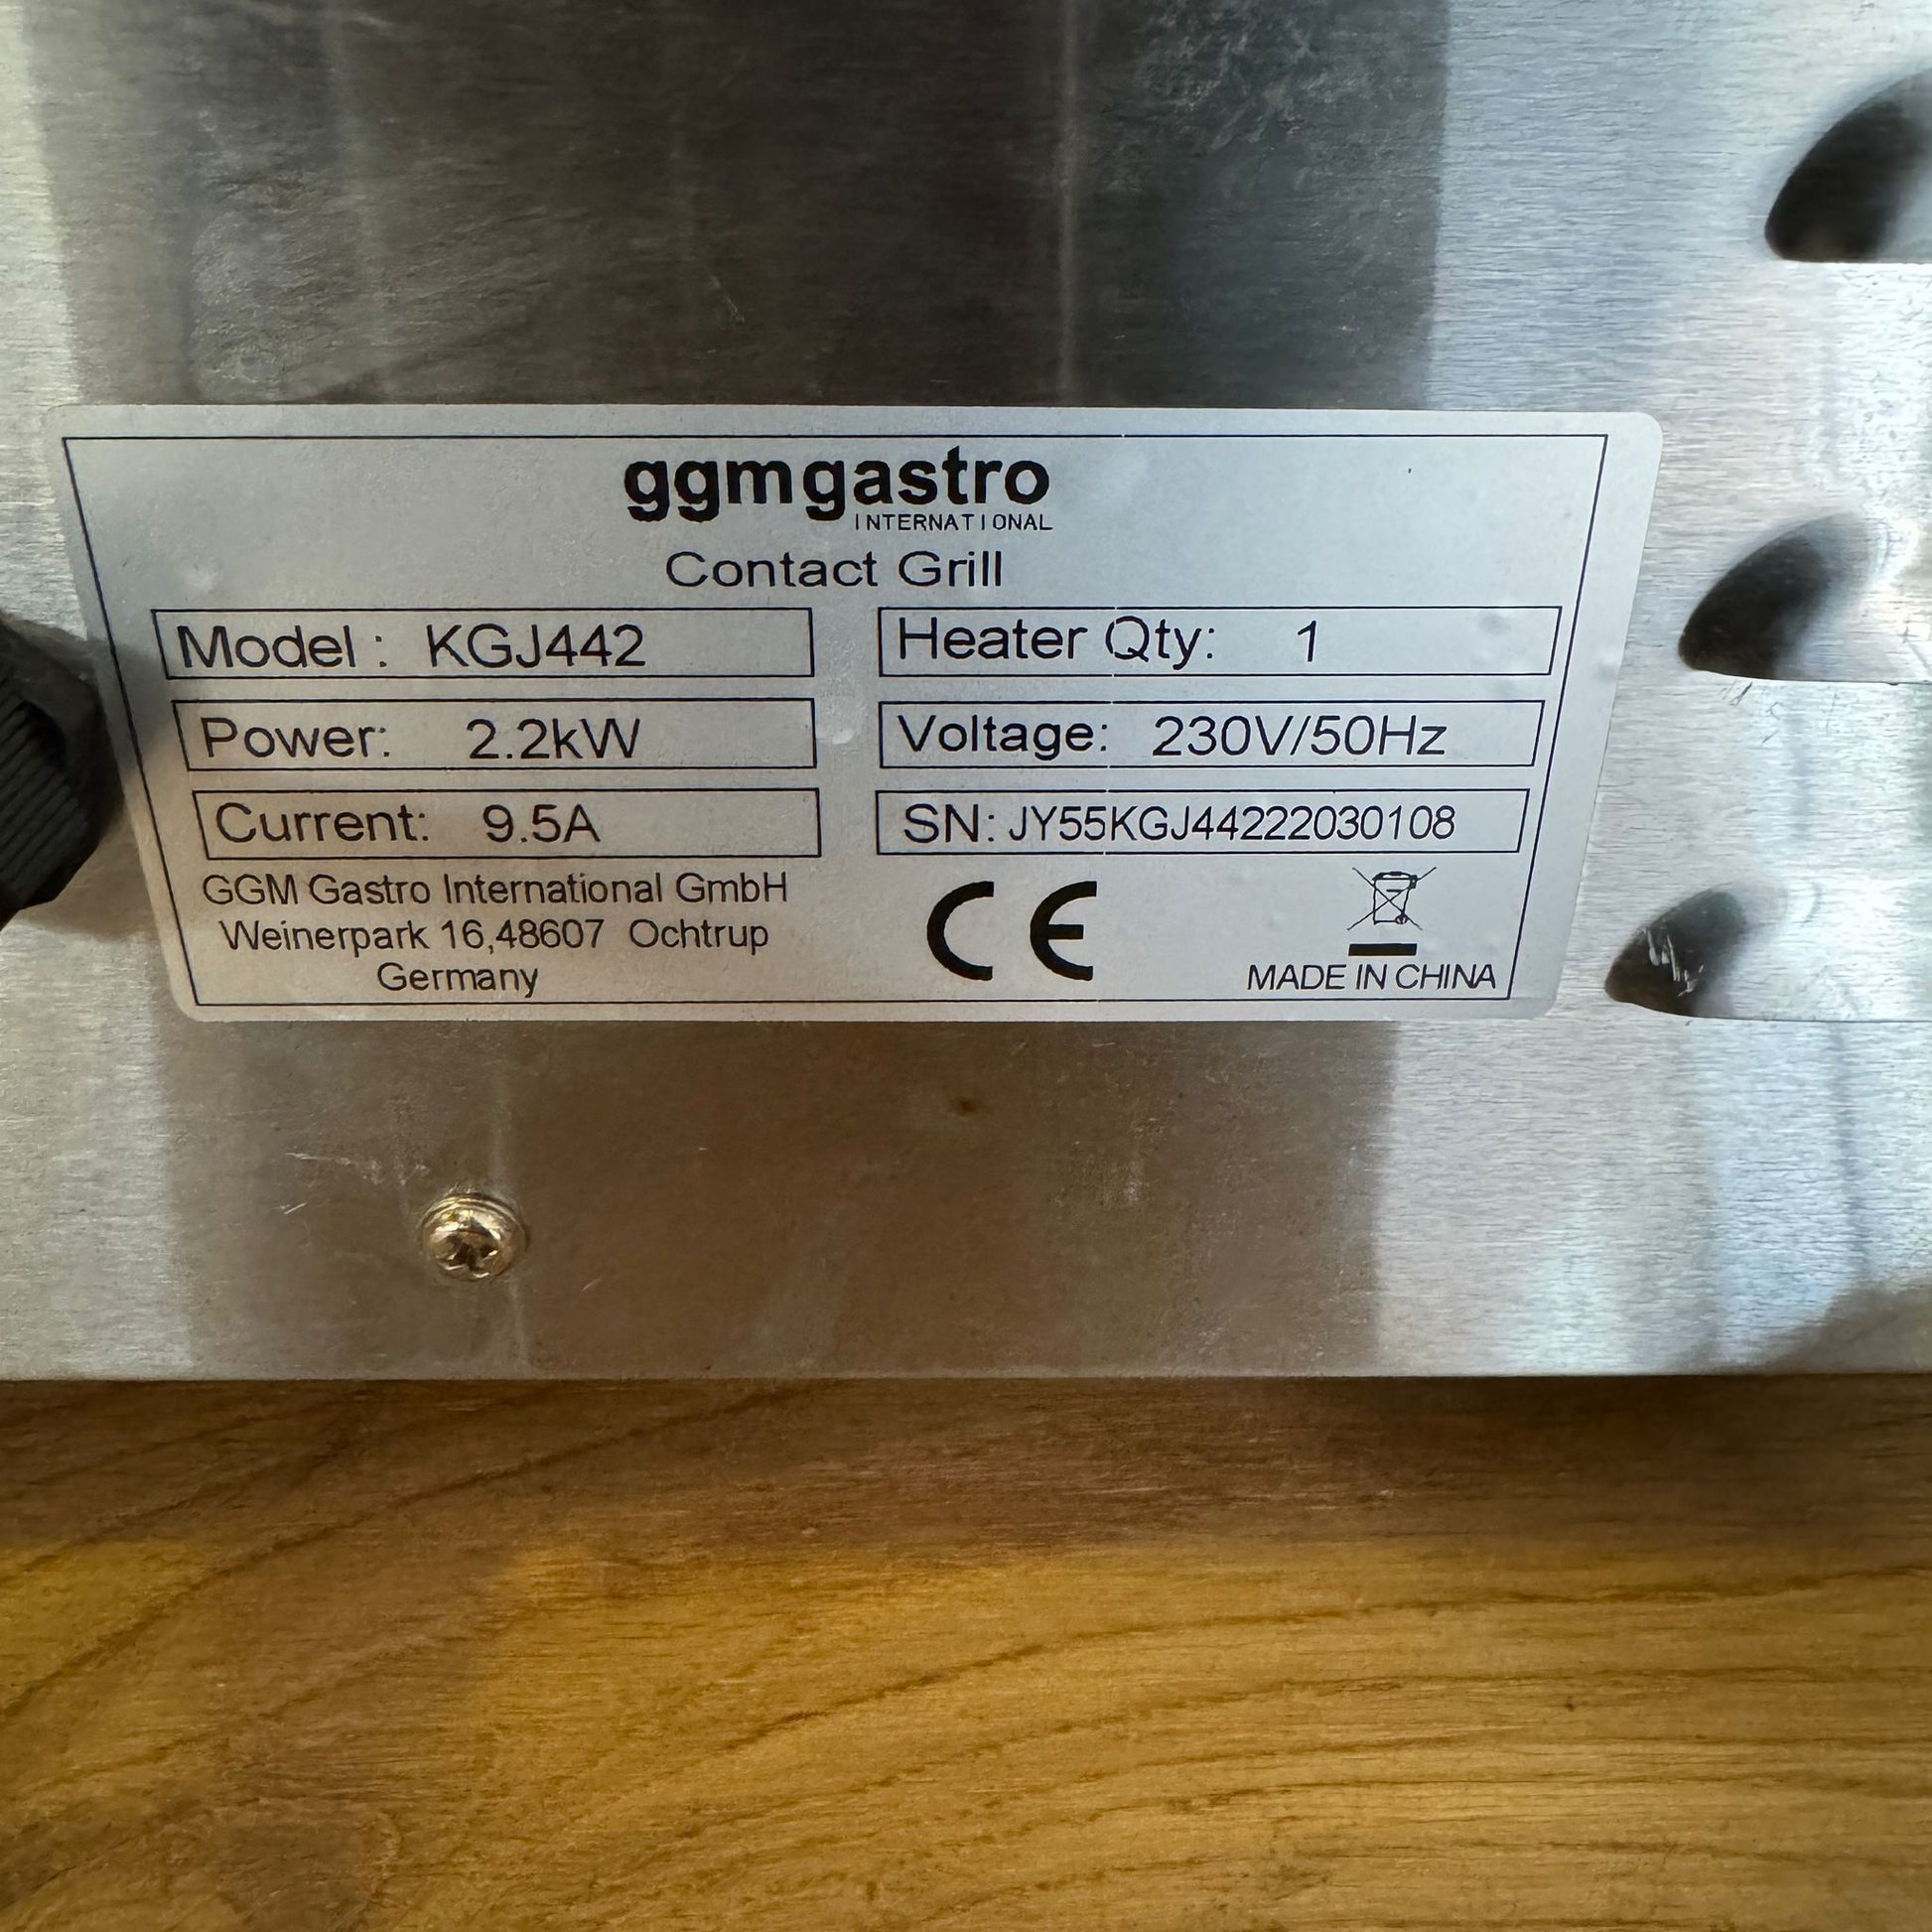 ggmgastro
INTERNATIONAL
Contact Grill
Model : KGJ442
Heater Qty: 1
Power: 2.2kW
Voltage: 230V/50Hz
Current: 9.5A
SN: JY55KGJ44222030108
GGM Gastro International GmbH
Weinerpark 16,48607 Ochtrup
Germany
CE
MADE IN CHINA